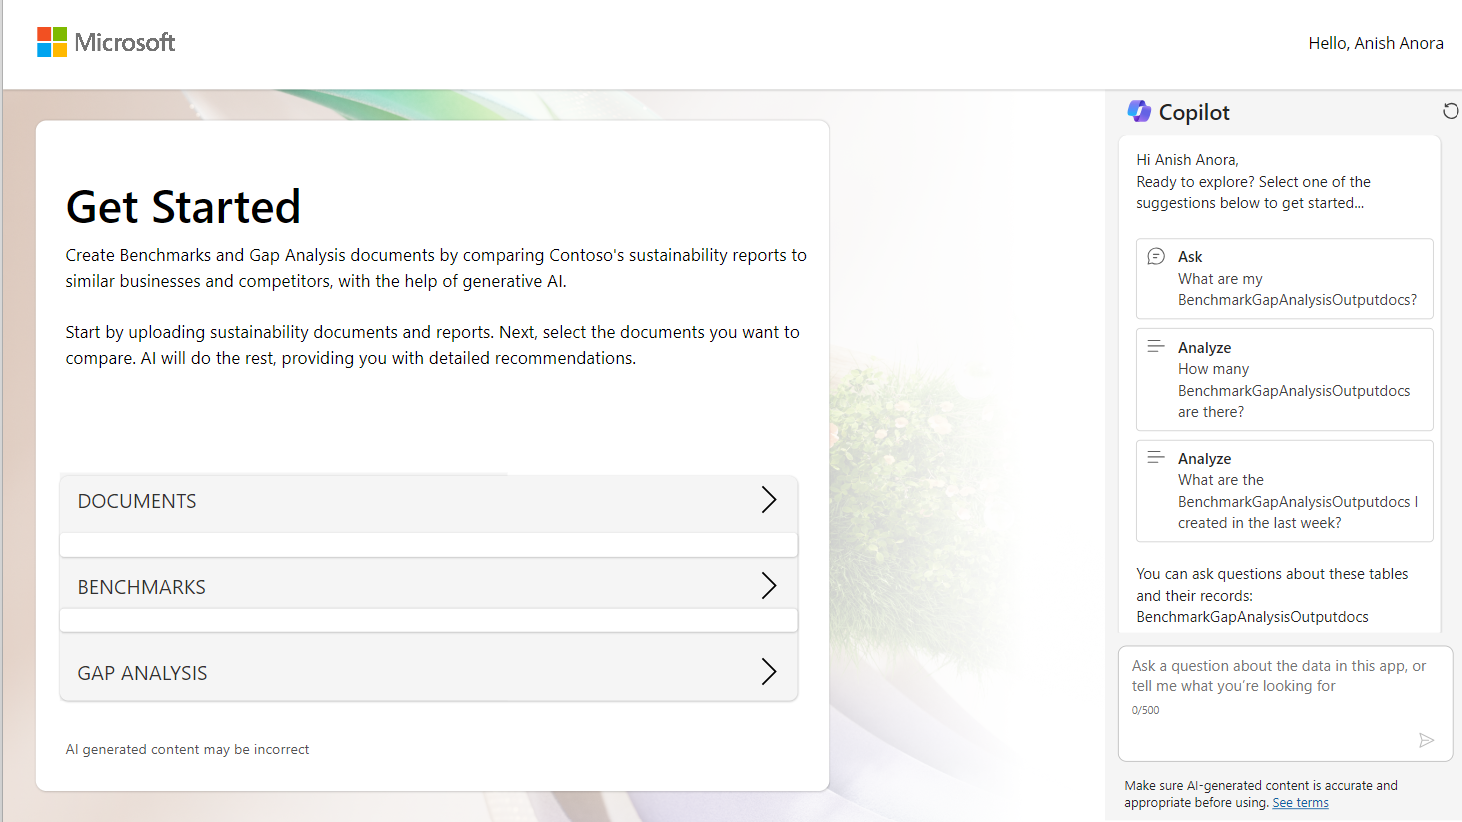 Microsoft
Hello, Anish Anora
Get Started
Create Benchmarks and Gap Analysis documents by comparing Contoso's sustainability reports to
similar businesses and competitors, with the help of generative AI.
Start by uploading sustainability documents and reports. Next, select the documents you want to
compare. AI will do the rest, providing you with detailed recommendations.
DOCUMENTS
BENCHMARKS
GAP ANALYSIS
AI generated content may be incorrect
Copilot
Hi Anish Anora,
Ready to explore? Select one of the
suggestions below to get started...
Ask
What are my
BenchmarkGapAnalysisOutputdocs?
Analyze
How many
BenchmarkGapAnalysisOutputdocs
are there?
Analyze
What are the
BenchmarkGapAnalysisOutputdocs I
created in the last week?
You can ask questions about these tables
and their records:
BenchmarkGapAnalysisOutputdocs
Ask a question about the data in this app, or
tell me what you're looking for
0/500
Make sure AI-generated content is accurate and
appropriate before using. See terms